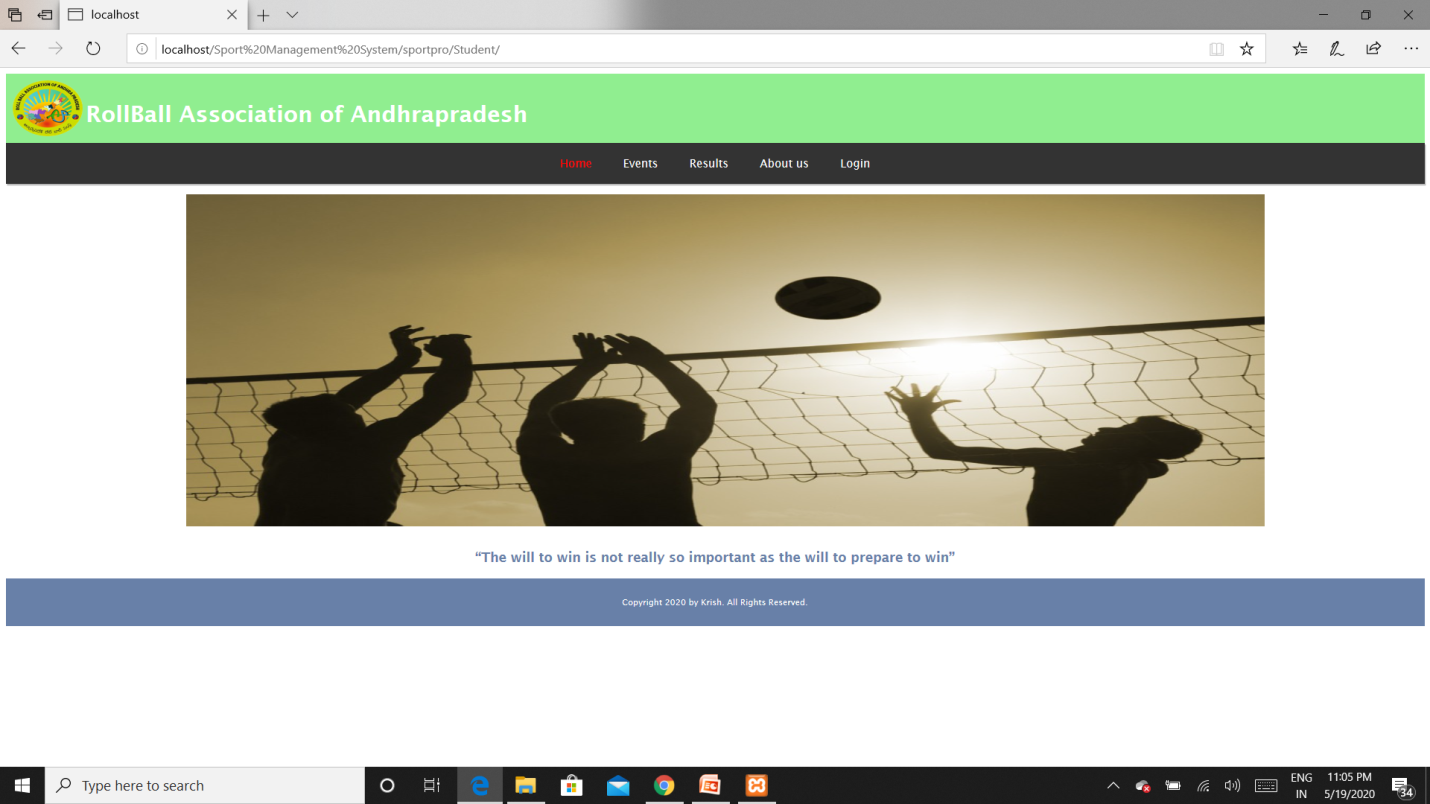 localhost
localhost/Sport%20Management%20System/sportpro/Student/
RollBall Association of Andhrapradesh
Home Events Results About us Login
“The will to win is not really so important as the will to prepare to win”
Copyright 2020 by Krish. All Rights Reserved.
Type here to search
ENG
IN
11:05 PM
5/19/2020
34